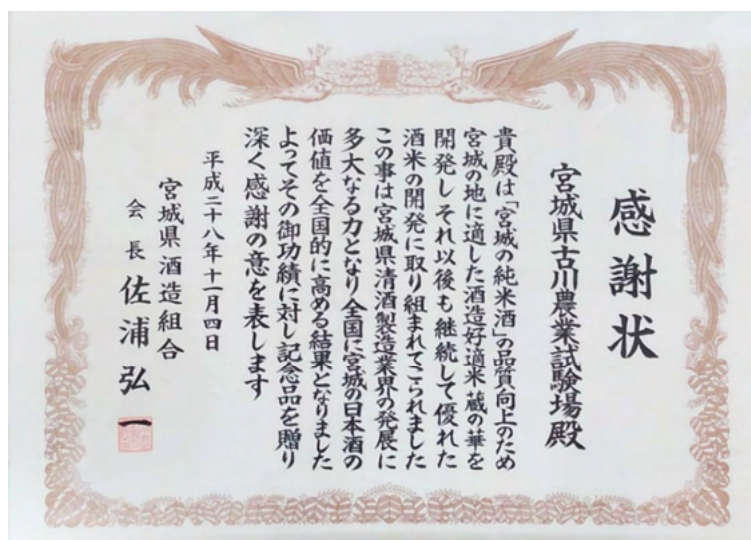 感謝状
宮城県古川農業試験場殿
貴殿は「宮城の純米酒」の品質向上のため
宮城の地に適した酒造好適米蔵の華を
開発しそれ以後も継続して優れた
酒米の開発に取り組まれてこられました
この事は宮城県清酒製造業界の発展に
多大なる力となり全国に宮城の日本酒の
価値を全国的に高める結果となりました
よってその御功績に対し記念品を贈り
深く感謝の意を表します
平成二十八年十一月四日
宮城県酒造組合
会長 佐浦弘一